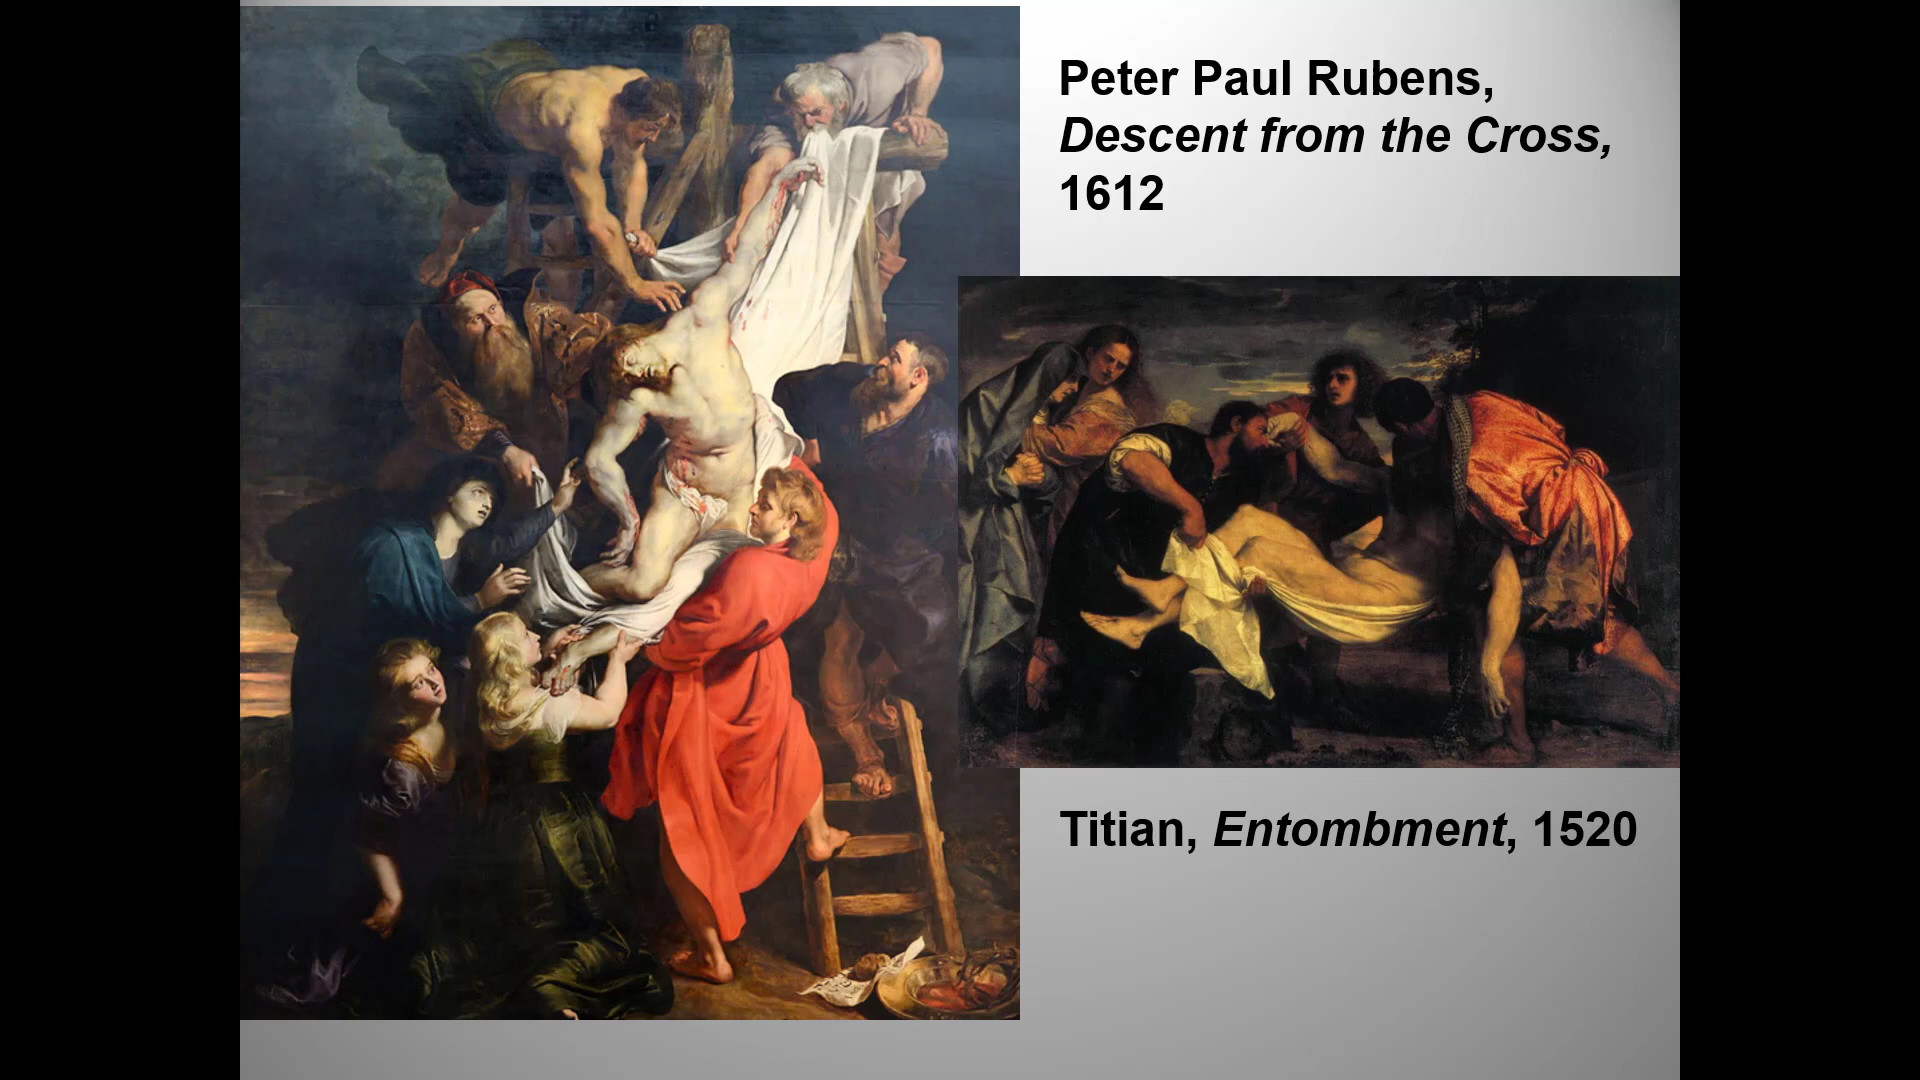 Peter Paul Rubens,
Descent from the Cross,
1612
Titian, Entombment, 1520